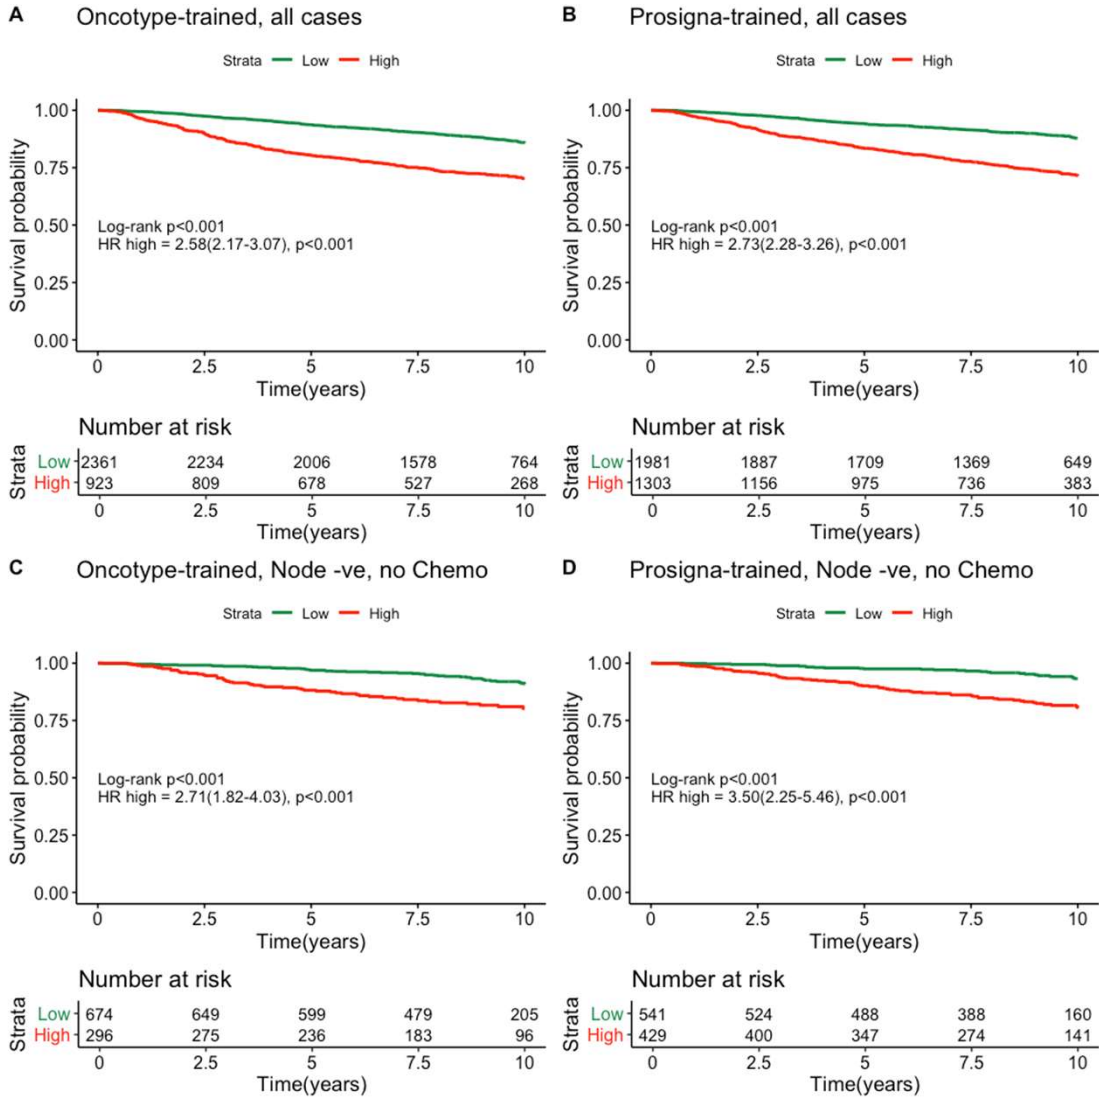 A Oncotype-trained, all cases
Strata Low High
Survival probability
1.00
0.75
0.50
0.25
0.00
Log-rank p<0.001
HR high = 2.58(2.17-3.07), p<0.001
0 2.5 5 7.5 10
Time(years)
Number at risk
Strata
Low 2361 2234 2006 1578 764
High 923 809 678 527 268
0 2.5 5 7.5 10
Time(years)
B Prosigna-trained, all cases
Strata Low High
Survival probability
1.00
0.75
0.50
0.25
0.00
Log-rank p<0.001
HR high = 2.73(2.28-3.26), p<0.001
0 2.5 5 7.5 10
Time(years)
Number at risk
Strata
Low 1981 1887 1709 1369 649
High 1303 1156 975 736 383
0 2.5 5 7.5 10
Time(years)
C Oncotype-trained, Node -ve, no Chemo
Strata Low High
Survival probability
1.00
0.75
0.50
0.25
0.00
Log-rank p<0.001
HR high = 2.71(1.82-4.03), p<0.001
0 2.5 5 7.5 10
Time(years)
Number at risk
Strata
Low 674 649 599 479 205
High 296 275 236 183 96
0 2.5 5 7.5 10
Time(years)
D Prosigna-trained, Node -ve, no Chemo
Strata Low High
Survival probability
1.00
0.75
0.50
0.25
0.00
Log-rank p<0.001
HR high = 3.50(2.25-5.46), p<0.001
0 2.5 5 7.5 10
Time(years)
Number at risk
Strata
Low 541 524 488 388 160
High 429 400 347 274 141
0 2.5 5 7.5 10
Time(years)